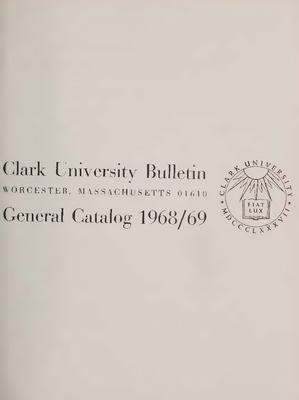 Clark University Bulletin
WORCESTER, MASSACHUSETTS 01610
General Catalog 1968/69
CLARK UNIVERSITY
FIAT
LUX
MDCCCLXXXVII